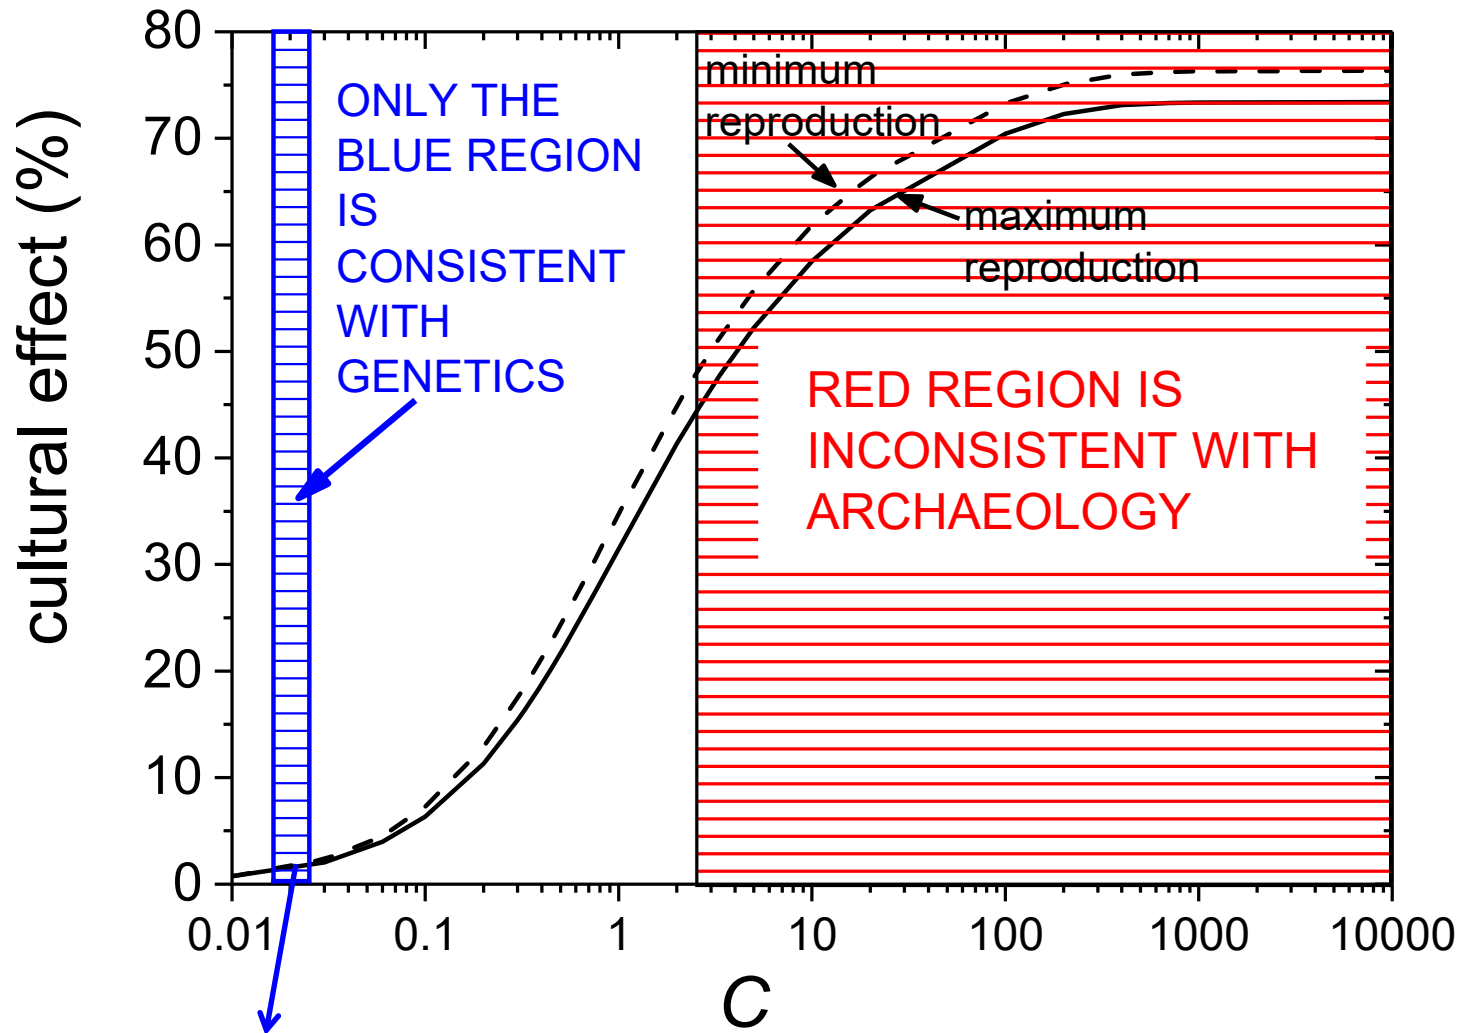 cultural effect (%)
80
70
60
50
40
30
20
10
0
ONLY THE
BLUE REGION
IS
CONSISTENT
WITH
GENETICS
minimum
reproduction
maximum
reproduction
RED REGION IS
INCONSISTENT WITH
ARCHAEOLOGY
0.01 0.1 1 10 100 1000 10000
C